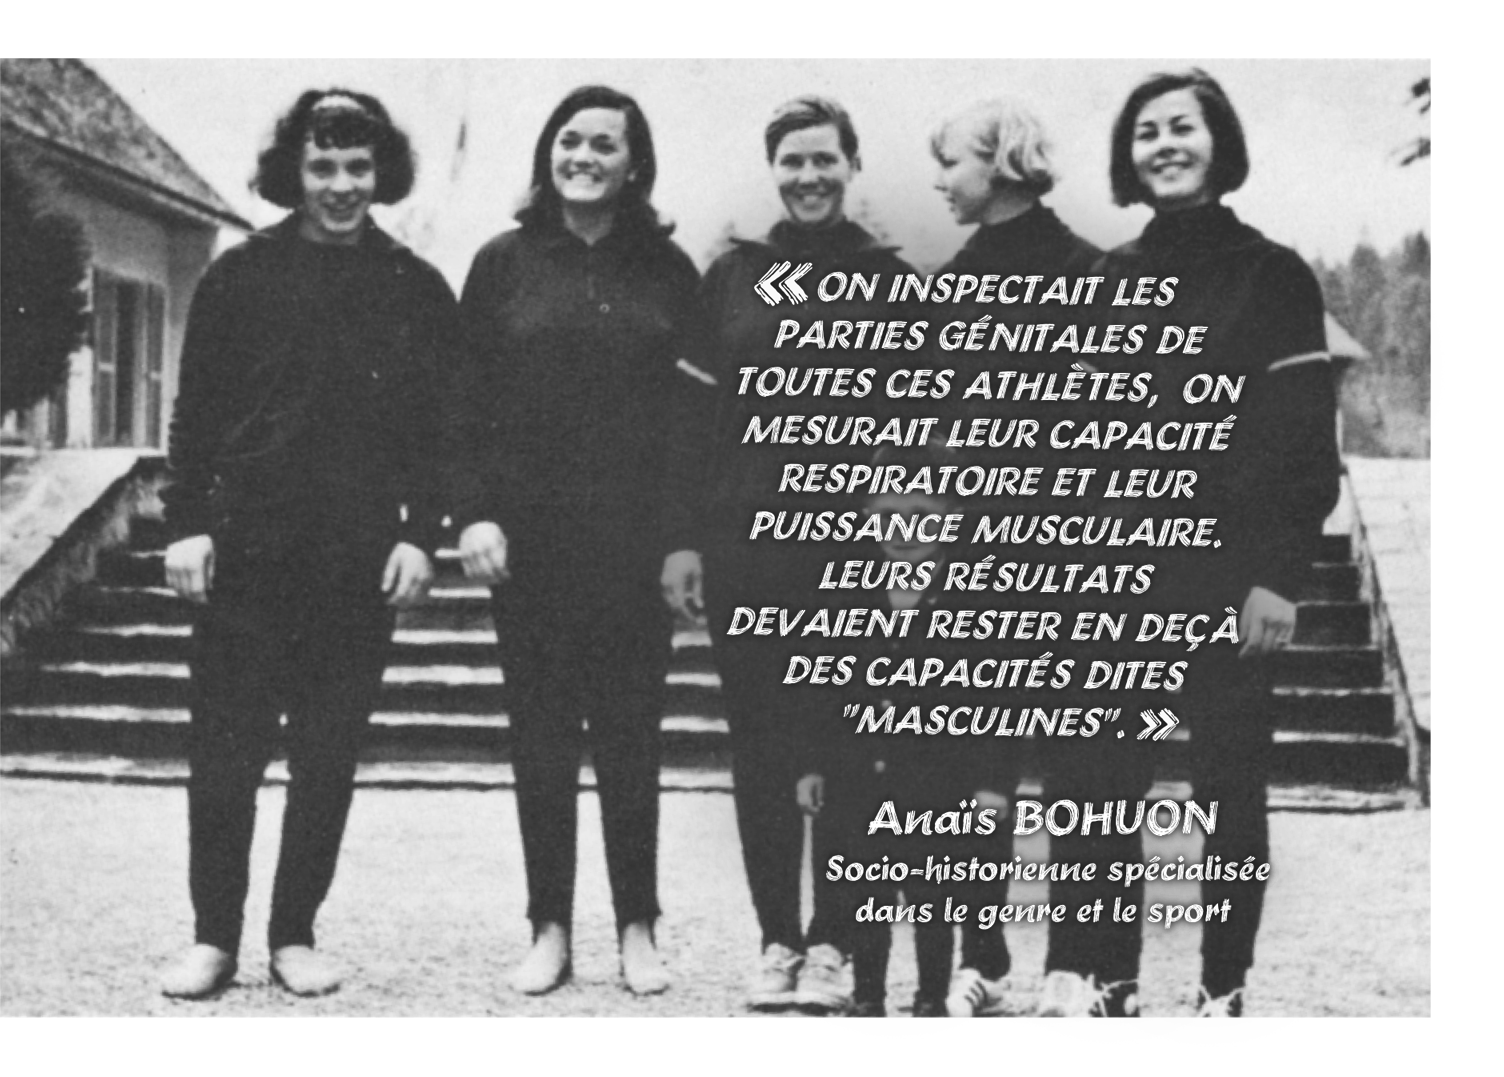 « ON INSPECTAIT LES
PARTIES GÉNITALES DE
TOUTES CES ATHLÈTES, ON
MESURAIT LEUR CAPACITÉ
RESPIRATOIRE ET LEUR
PUISSANCE MUSCULAIRE.
LEURS RÉSULTATS
DEVAIENT RESTER EN DEÇÀ
DES CAPACITÉS DITES
"MASCULINES". »
Anaïs BOHUON
Socio-historienne spécialisée
dans le genre et le sport